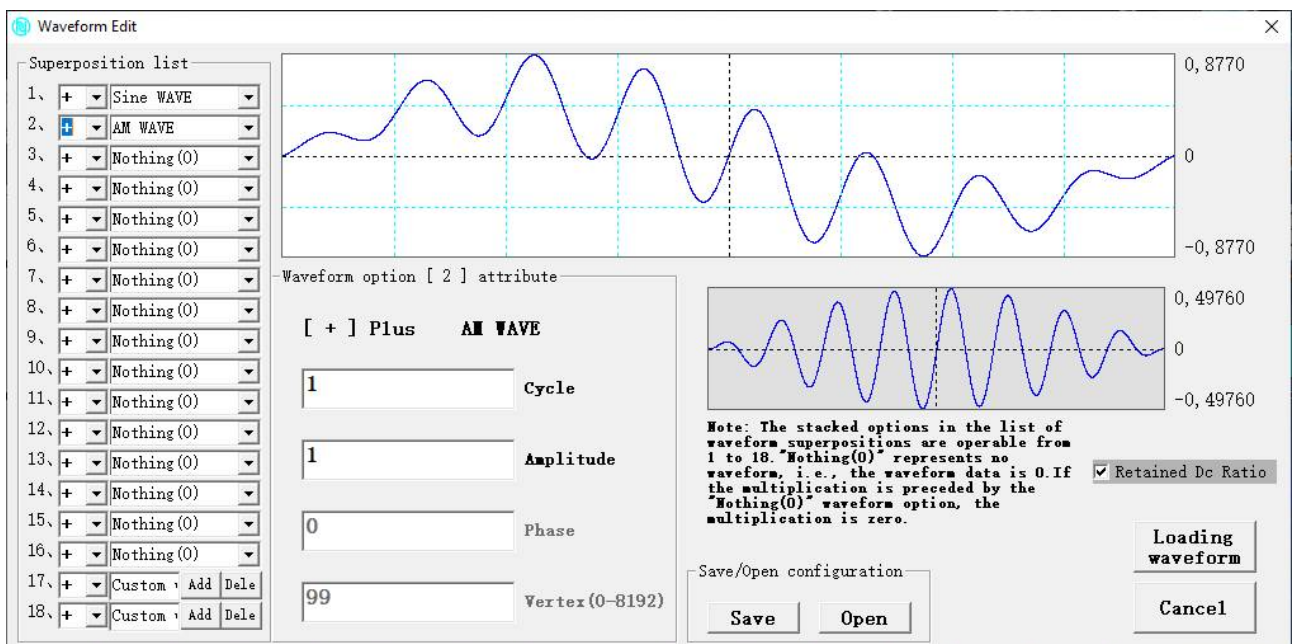 Waveform Edit
Superposition list
1、 + Sine WAVE
2、 + AM WAVE
3、 + Nothing(0)
4、 + Nothing(0)
5、 + Nothing(0)
6、 + Nothing(0)
7、 + Nothing(0)
8、 + Nothing(0)
9、 + Nothing(0)
10、 + Nothing(0)
11、 + Nothing(0)
12、 + Nothing(0)
13、 + Nothing(0)
14、 + Nothing(0)
15、 + Nothing(0)
16、 + Nothing(0)
17、 + Custom Add Dele
18、 + Custom Add Dele
0,8770
0
-0,8770
Waveform option [ 2 ] attribute
[ + ] Plus AM WAVE
1 Cycle
1 Amplitude
0 Phase
99 Vertex(0-8192)
0,49760
0
-0,49760
Note: The stacked options in the list of
waveform superpositions are operable from
1 to 18."Nothing(0)" represents no
waveform, i.e., the waveform data is 0.If
the multiplication is preceded by the
"Nothing(0)" waveform option, the
multiplication is zero.
Retained Dc Ratio
Save/Open configuration
Save Open
Loading
waveform
Cancel